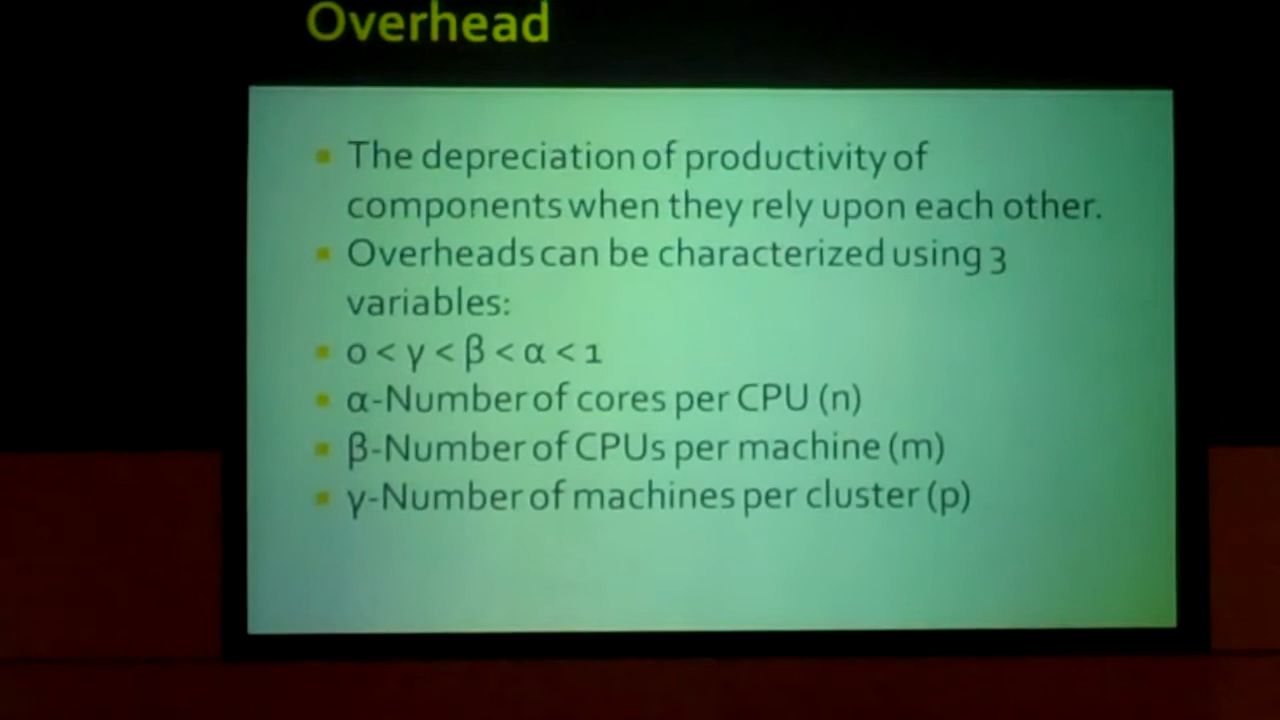 Overhead
The depreciation of productivity of
components when they rely upon each other.
Overheads can be characterized using 3
variables:
0 < γ < β < α < 1
α-Number of cores per CPU (n)
β-Number of CPUs per machine (m)
γ-Number of machines per cluster (p)